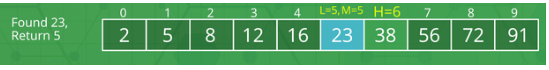 Found 23,
Return 5
0 1 2 3 4 L=5,M=5 H=6 7 8 9
2 5 8 12 16 23 38 56 72 91